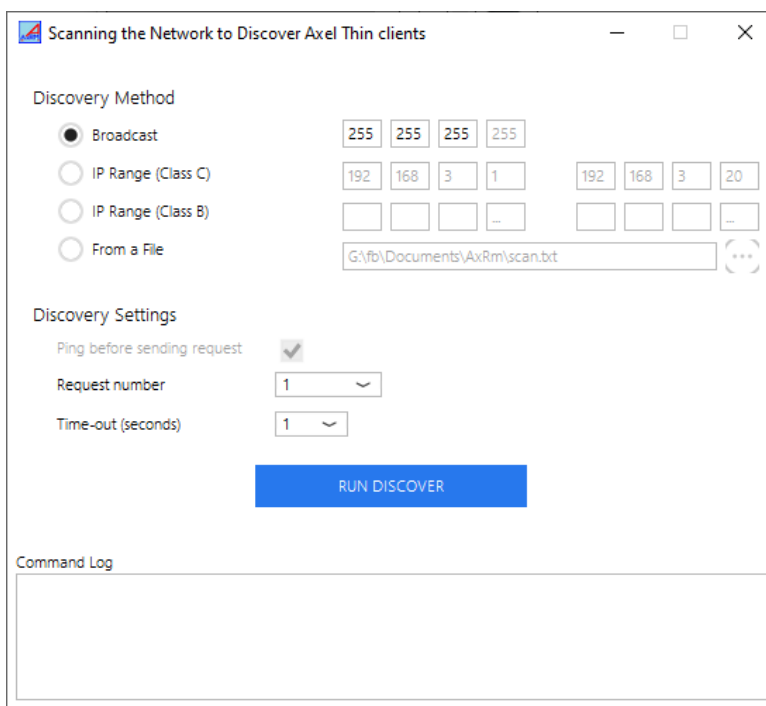 Scanning the Network to Discover Axel Thin clients
Discovery Method
Broadcast 255 255 255 255
IP Range (Class C) 192 168 3 1 192 168 3 20
IP Range (Class B) ... ...
From a File G:\fb\Documents\AxRm\scan.txt ...
Discovery Settings
Ping before sending request
Request number 1
Time-out (seconds) 1
RUN DISCOVER
Command Log